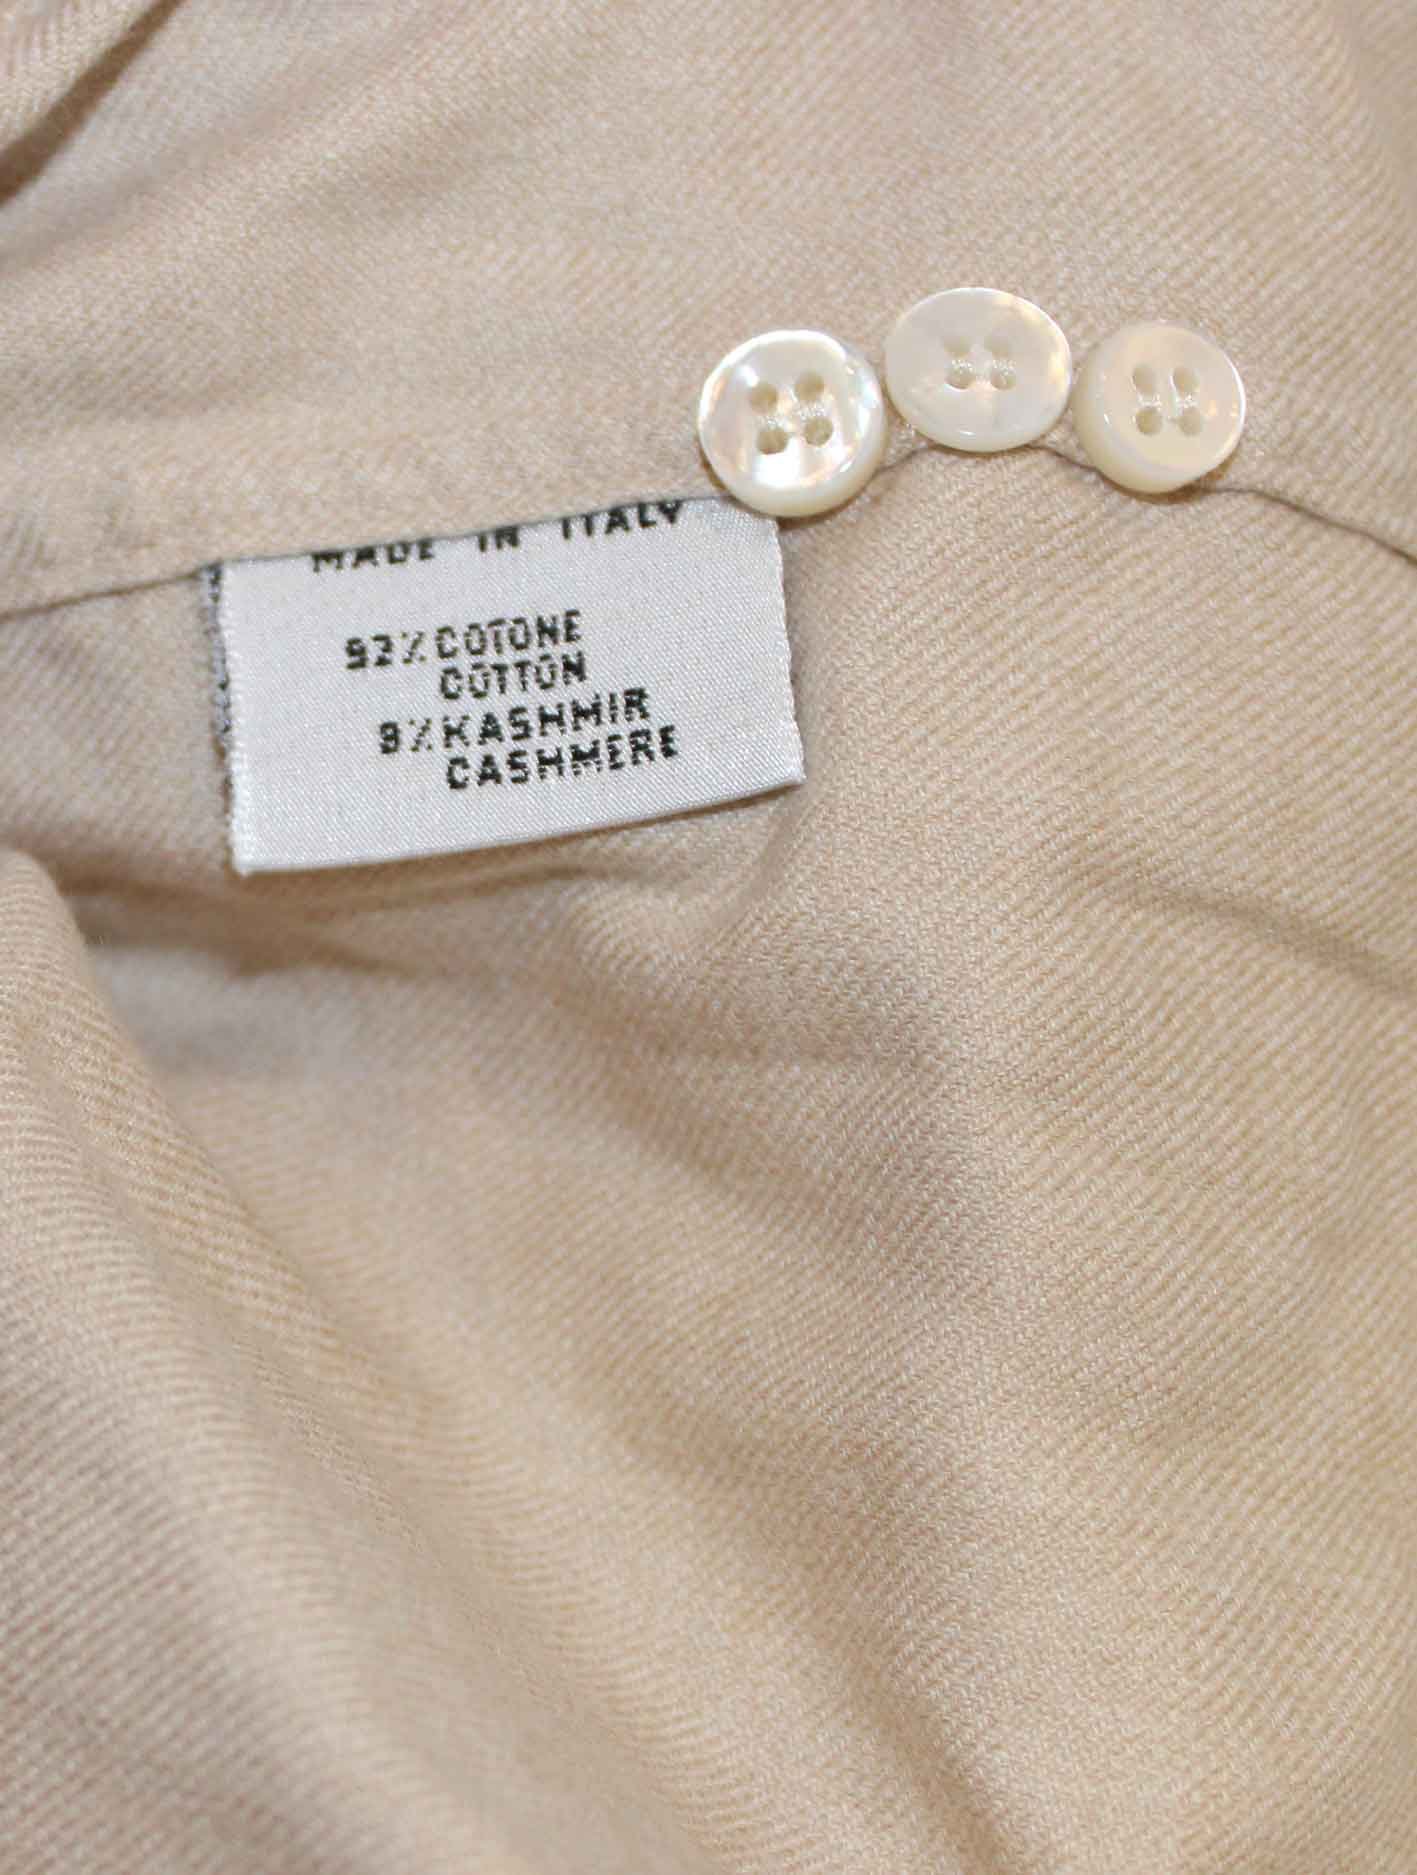 MADE IN ITALY
92%COTONE
COTTON
8%KASHMIR
CASHMERE